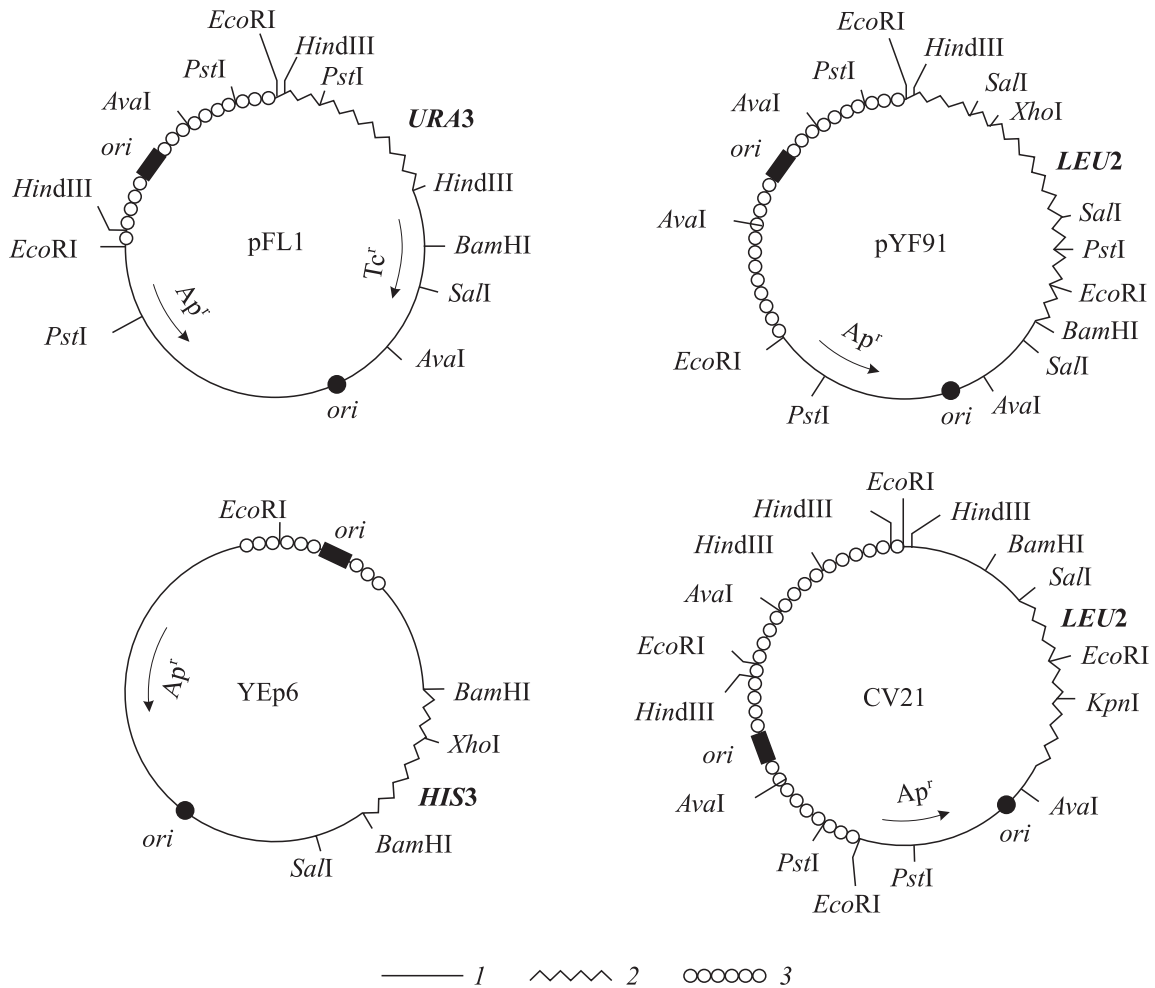 EcoRI
HindIII
PstI
PstI
AvaI
URA3
ori
HindIII
HindIII
EcoRI
pFL1
BamHI
Tcʳ
SalI
Apʳ
PstI
AvaI
ori
EcoRI
HindIII
PstI
SalI
AvaI
XhoI
ori
LEU2
AvaI
SalI
pYF91
PstI
EcoRI
BamHI
Apʳ
EcoRI
SalI
PstI
AvaI
ori
EcoRI
ori
Apʳ
YEp6
BamHI
XhoI
HIS3
ori
BamHI
SalI
EcoRI
HindIII
HindIII
HindIII
BamHI
SalI
AvaI
LEU2
EcoRI
EcoRI
CV21
KpnI
HindIII
ori
AvaI
Apʳ
AvaI
ori
PstI
PstI
EcoRI
1 2 3